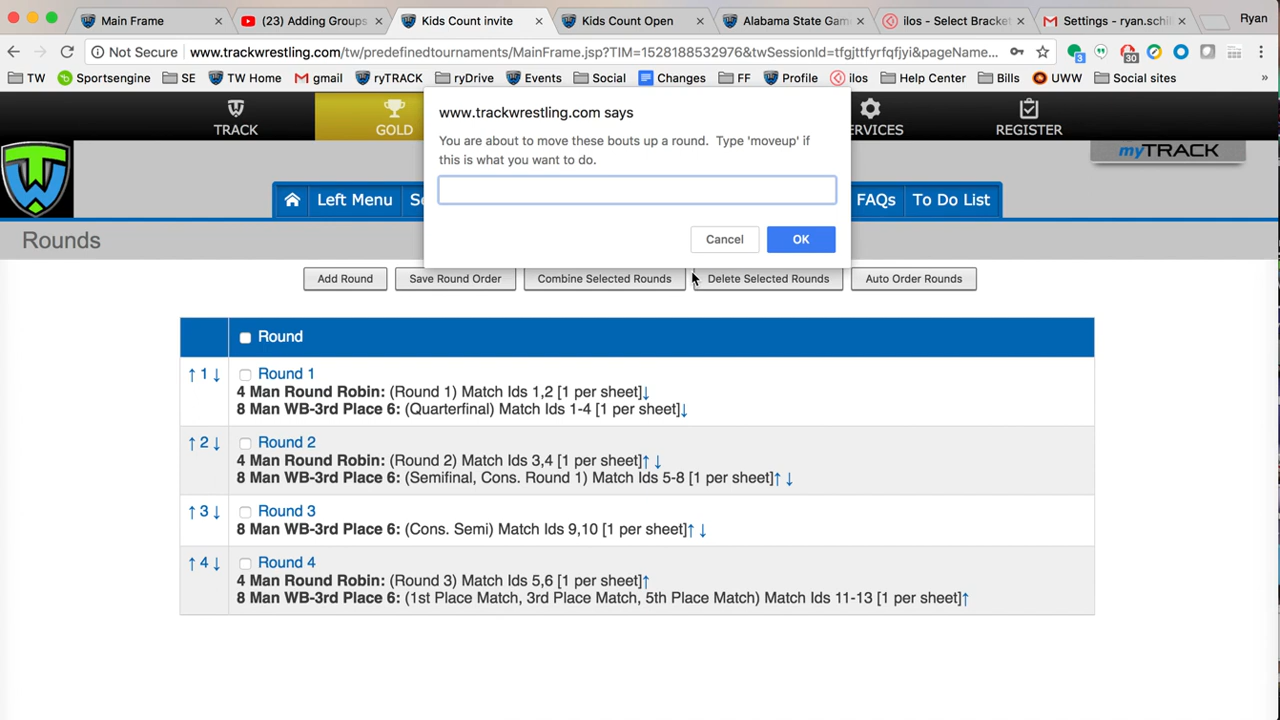 Main Frame
(23) Adding Groups
Kids Count invite
Kids Count Open
Alabama State Gam
ilos - Select Bracket
Settings - ryan.schil
Ryan
Not Secure
www.trackwrestling.com/tw/predefinedtournaments/MainFrame.jsp?TIM=1528188532976&twSessionId=tfgjttfyrfqfjyi&pageName...
3
30
TW
Sportsengine
SE
TW Home
gmail
ryTRACK
ryDrive
Events
Social
Changes
FF
Profile
ilos
Help Center
Bills
UWW
Social sites
»
www.trackwrestling.com says
You are about to move these bouts up a round. Type 'moveup' if
this is what you want to do.
Cancel
OK
TRACK
GOLD
ERVICES
REGISTER
myTRACK
Left Menu
Se
FAQs
To Do List
Rounds
Add Round
Save Round Order
Combine Selected Rounds
Delete Selected Rounds
Auto Order Rounds
Round
↑ 1 ↓
Round 1
4 Man Round Robin: (Round 1) Match Ids 1,2 [1 per sheet]↓
8 Man WB-3rd Place 6: (Quarterfinal) Match Ids 1-4 [1 per sheet]↓
↑ 2 ↓
Round 2
4 Man Round Robin: (Round 2) Match Ids 3,4 [1 per sheet]↑ ↓
8 Man WB-3rd Place 6: (Semifinal, Cons. Round 1) Match Ids 5-8 [1 per sheet]↑ ↓
↑ 3 ↓
Round 3
8 Man WB-3rd Place 6: (Cons. Semi) Match Ids 9,10 [1 per sheet]↑ ↓
↑ 4 ↓
Round 4
4 Man Round Robin: (Round 3) Match Ids 5,6 [1 per sheet]↑
8 Man WB-3rd Place 6: (1st Place Match, 3rd Place Match, 5th Place Match) Match Ids 11-13 [1 per sheet]↑